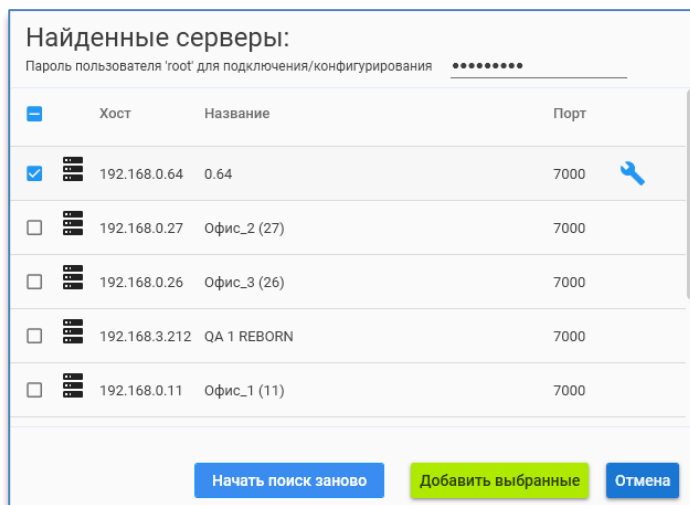 Найденные серверы:
Пароль пользователя 'root' для подключения/конфигурирования •••••••••
Хост Название Порт
192.168.0.64 0.64 7000
192.168.0.27 Офис_2 (27) 7000
192.168.0.26 Офис_3 (26) 7000
192.168.3.212 QA 1 REBORN 7000
192.168.0.11 Офис_1 (11) 7000
Начать поиск заново Добавить выбранные Отмена